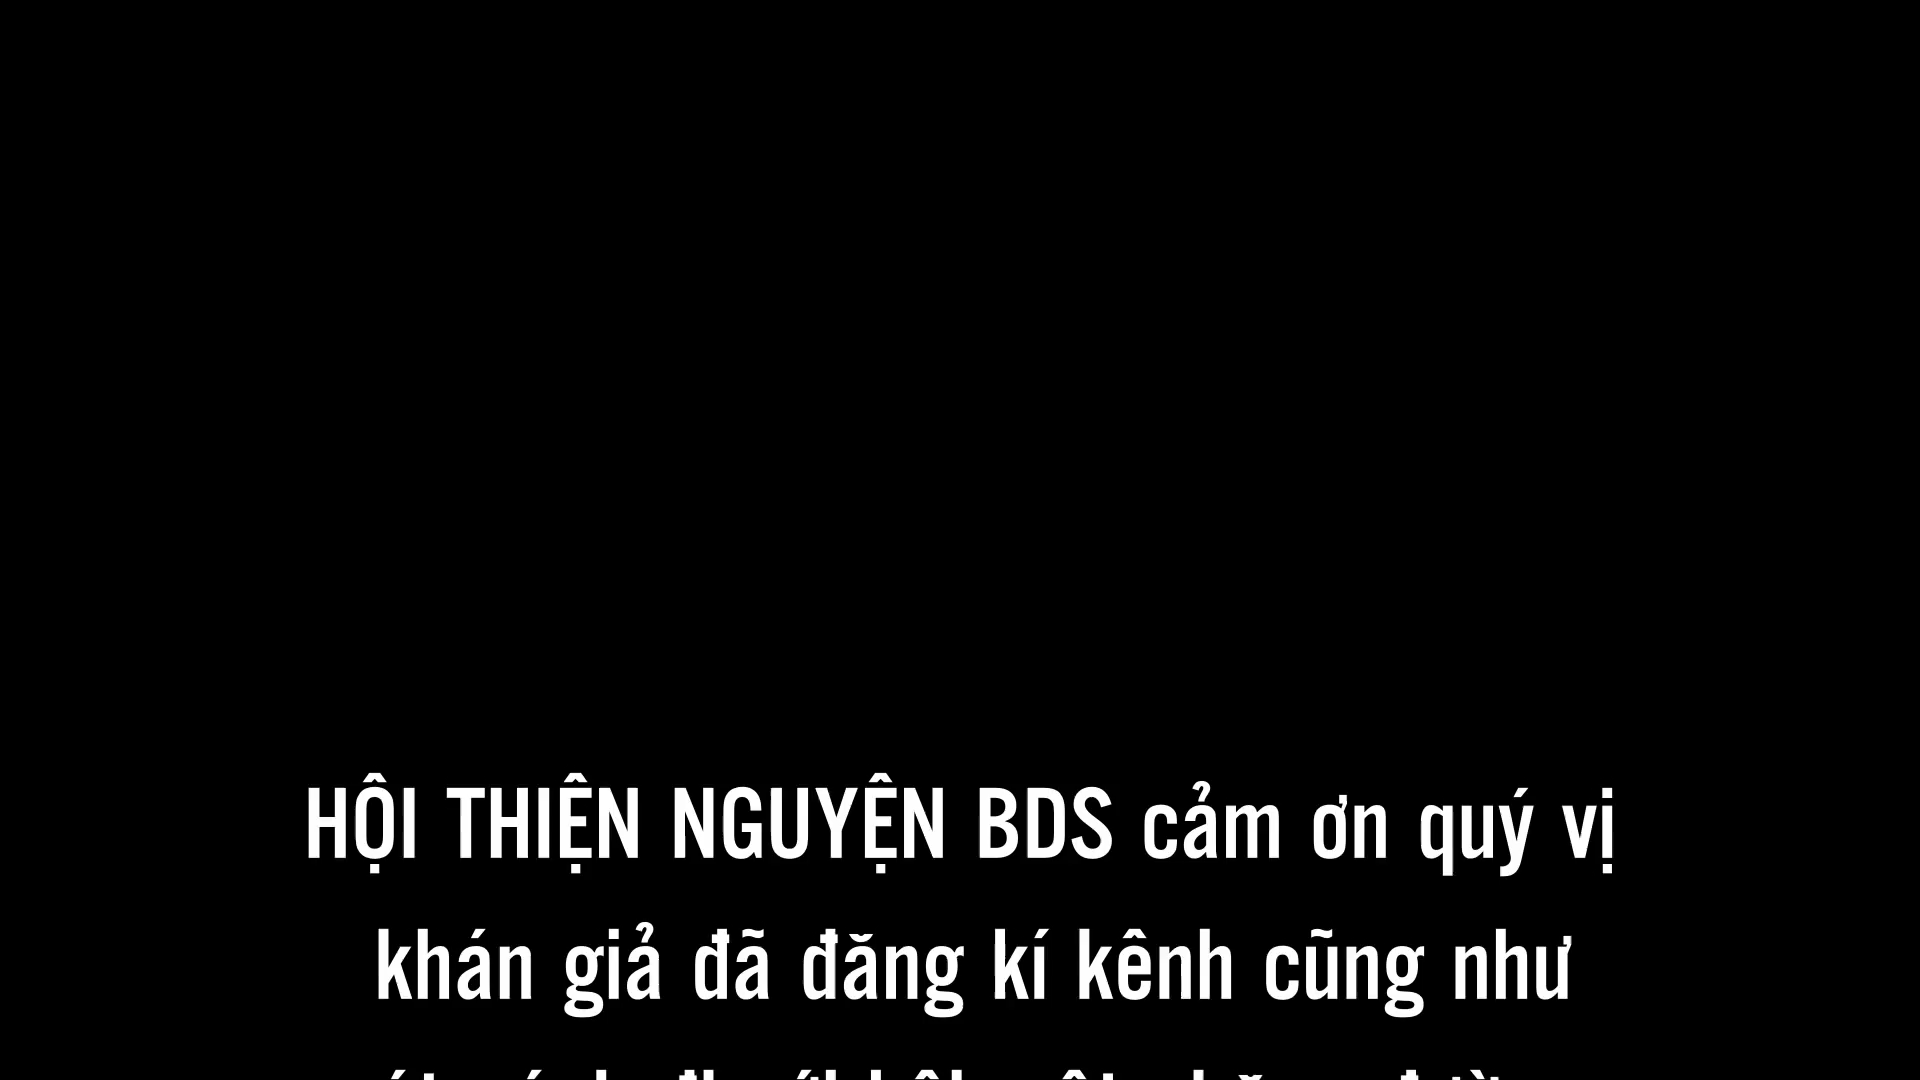 HỘI THIỆN NGUYỆN BDS cảm ơn quý vị
khán giả đã đăng kí kênh cũng như